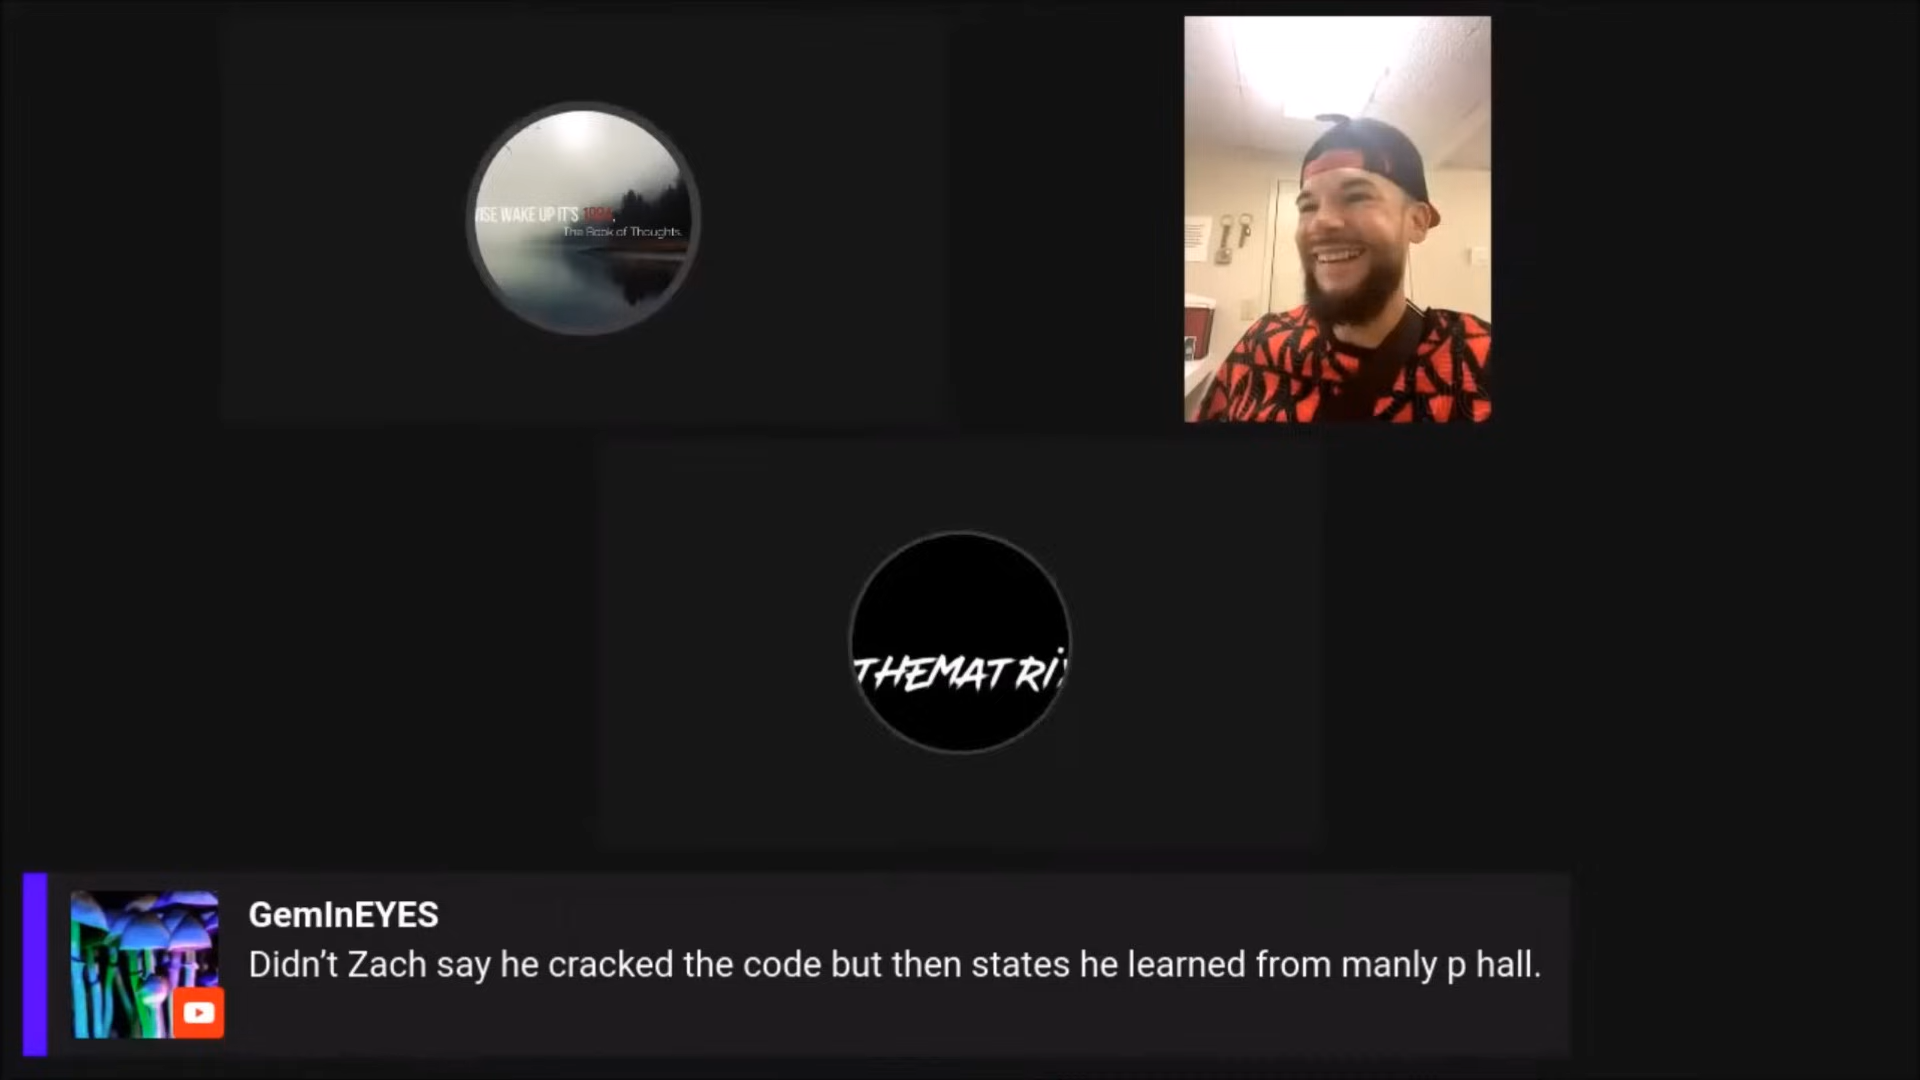 WAKE UP IT'S 1984.
The Book of Thoughts.
THEMATRI
GemInEYES
Didn’t Zach say he cracked the code but then states he learned from manly p hall.